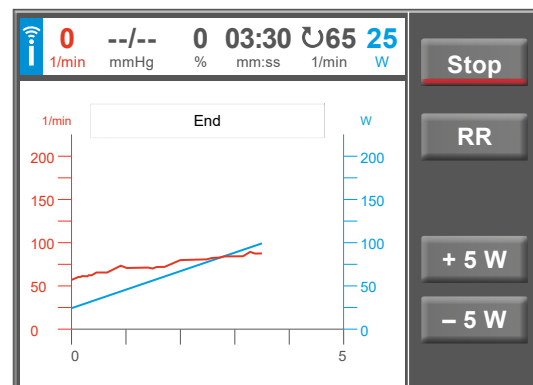 0 --/-- 0 03:30 ↻65 25
1/min mmHg % mm:ss 1/min W
Stop
1/min End W
RR
200 200
150 150
100 100
+ 5 W
50 50
– 5 W
0 0
0 5